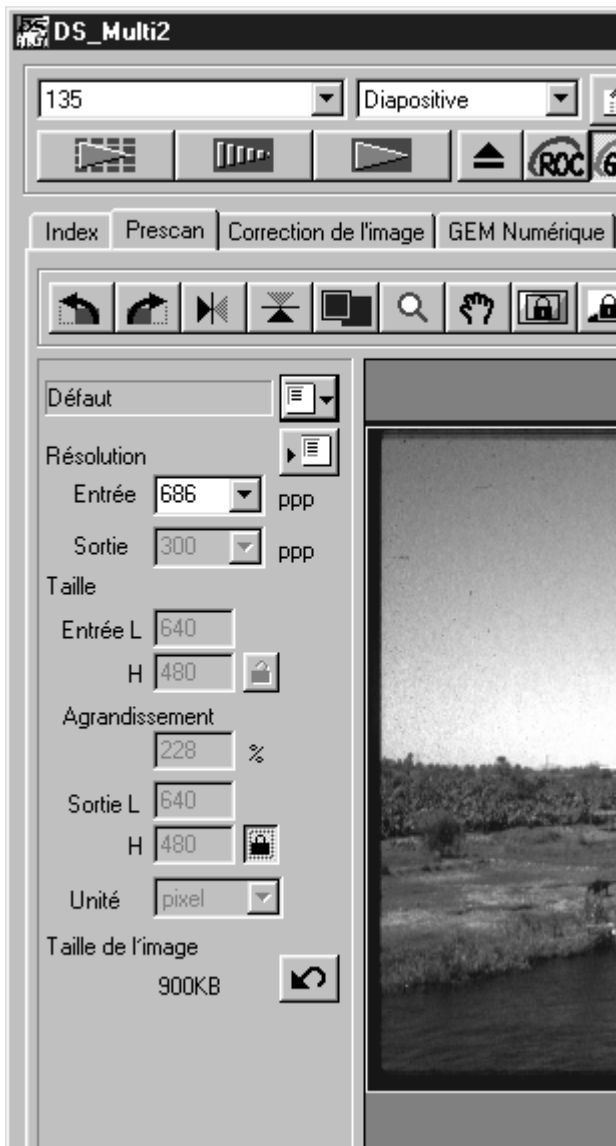 DS_Multi2
135 Diapositive
ROC G
Index Prescan Correction de l'image GEM Numérique
Défaut
Résolution
Entrée 686 ppp
Sortie 300 ppp
Taille
Entrée L 640
H 480
Agrandissement
228 %
Sortie L 640
H 480
Unité pixel
Taille de l'image
900KB